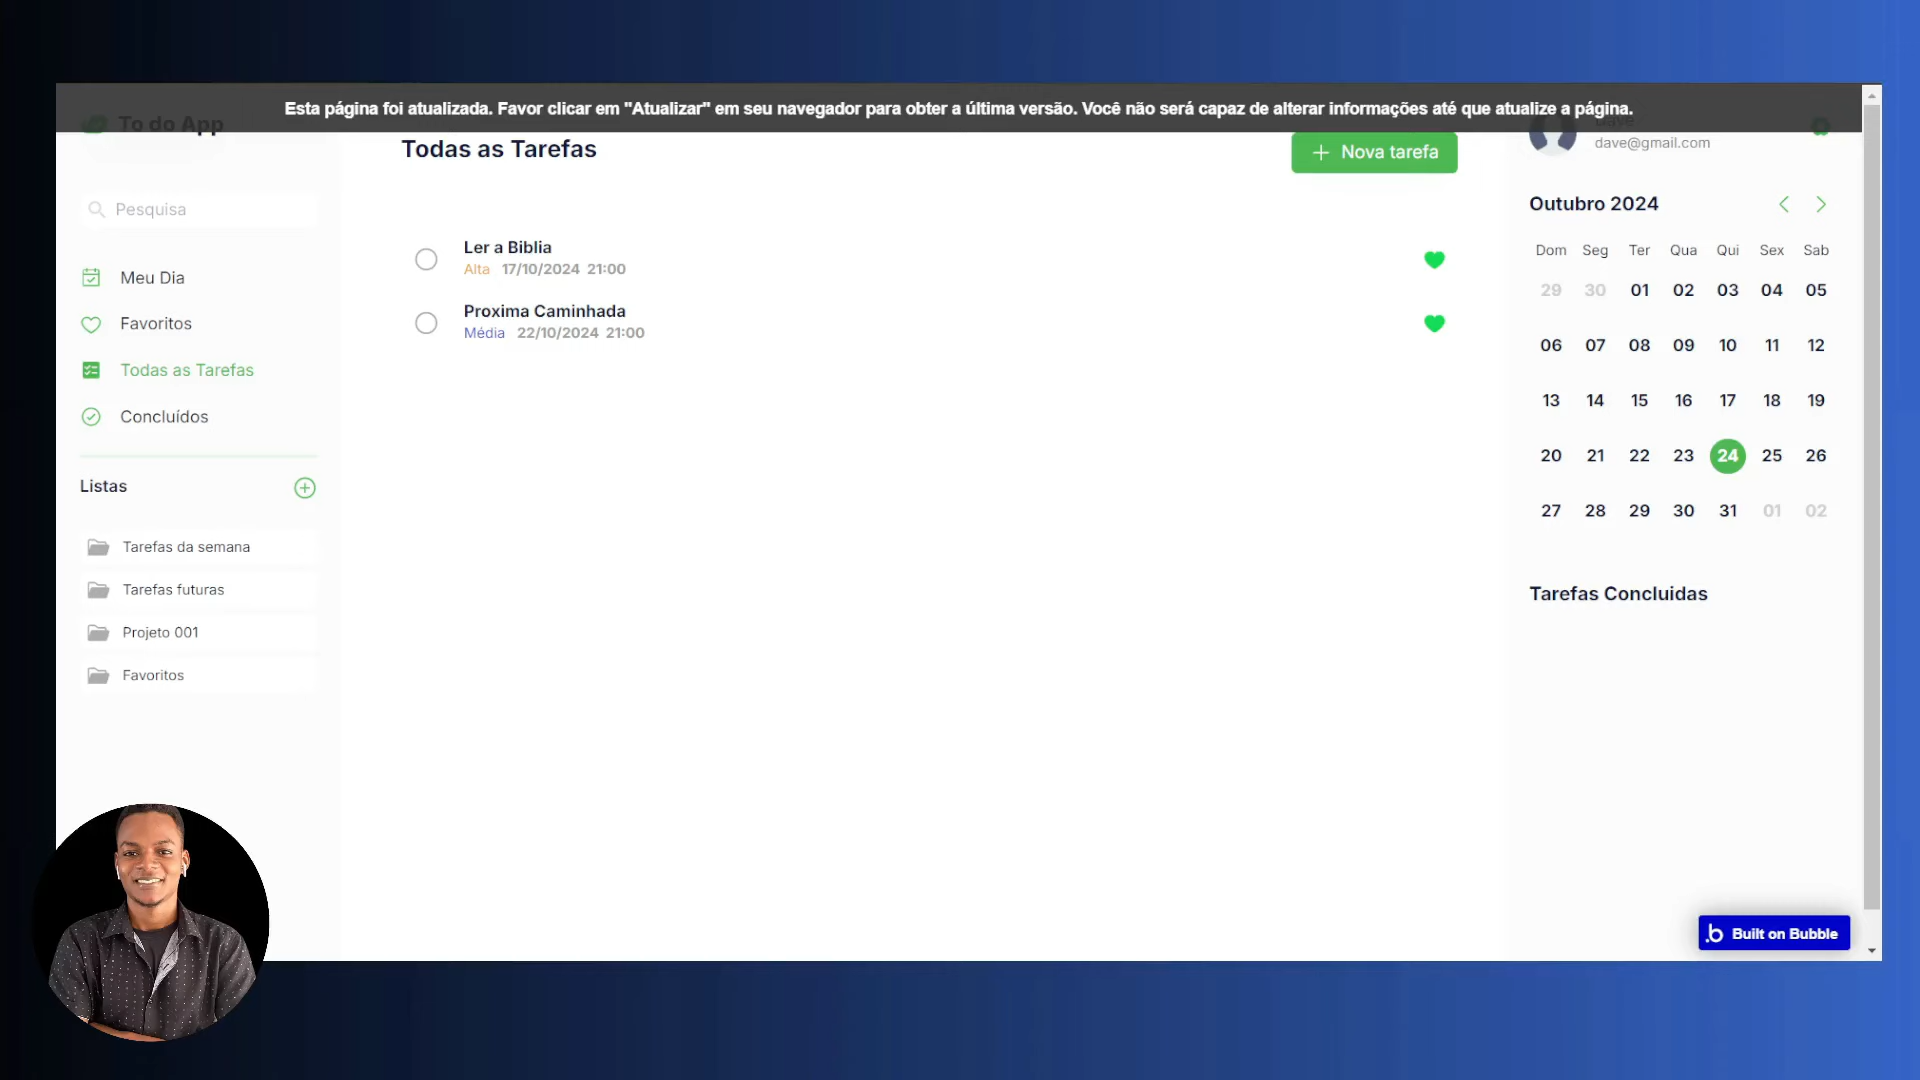 Esta página foi atualizada. Favor clicar em "Atualizar" em seu navegador para obter a última versão. Você não será capaz de alterar informações até que atualize a página.
To do App
Pesquisa
Meu Dia
Favoritos
Todas as Tarefas
Concluídos
Listas
Tarefas da semana
Tarefas futuras
Projeto 001
Favoritos
Todas as Tarefas
Nova tarefa
Ler a Biblia
Alta 17/10/2024 21:00
Proxima Caminhada
Média 22/10/2024 21:00
dave@gmail.com
Outubro 2024
Dom Seg Ter Qua Qui Sex Sab
29 30 01 02 03 04 05
06 07 08 09 10 11 12
13 14 15 16 17 18 19
20 21 22 23 24 25 26
27 28 29 30 31 01 02
Tarefas Concluidas
.b Built on Bubble